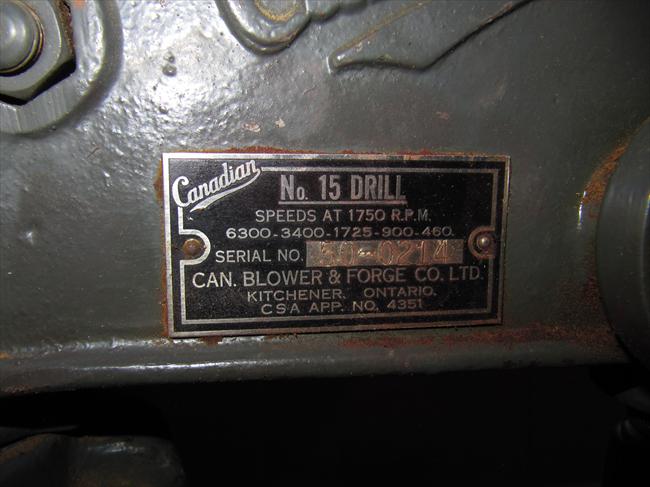 Canadian
No. 15 DRILL
SPEEDS AT 1750 R.P.M.
6300-3400-1725-900-460.
SERIAL NO. 50-0214
CAN. BLOWER & FORGE CO. LTD.
KITCHENER, ONTARIO.
CSA APP. NO. 4351